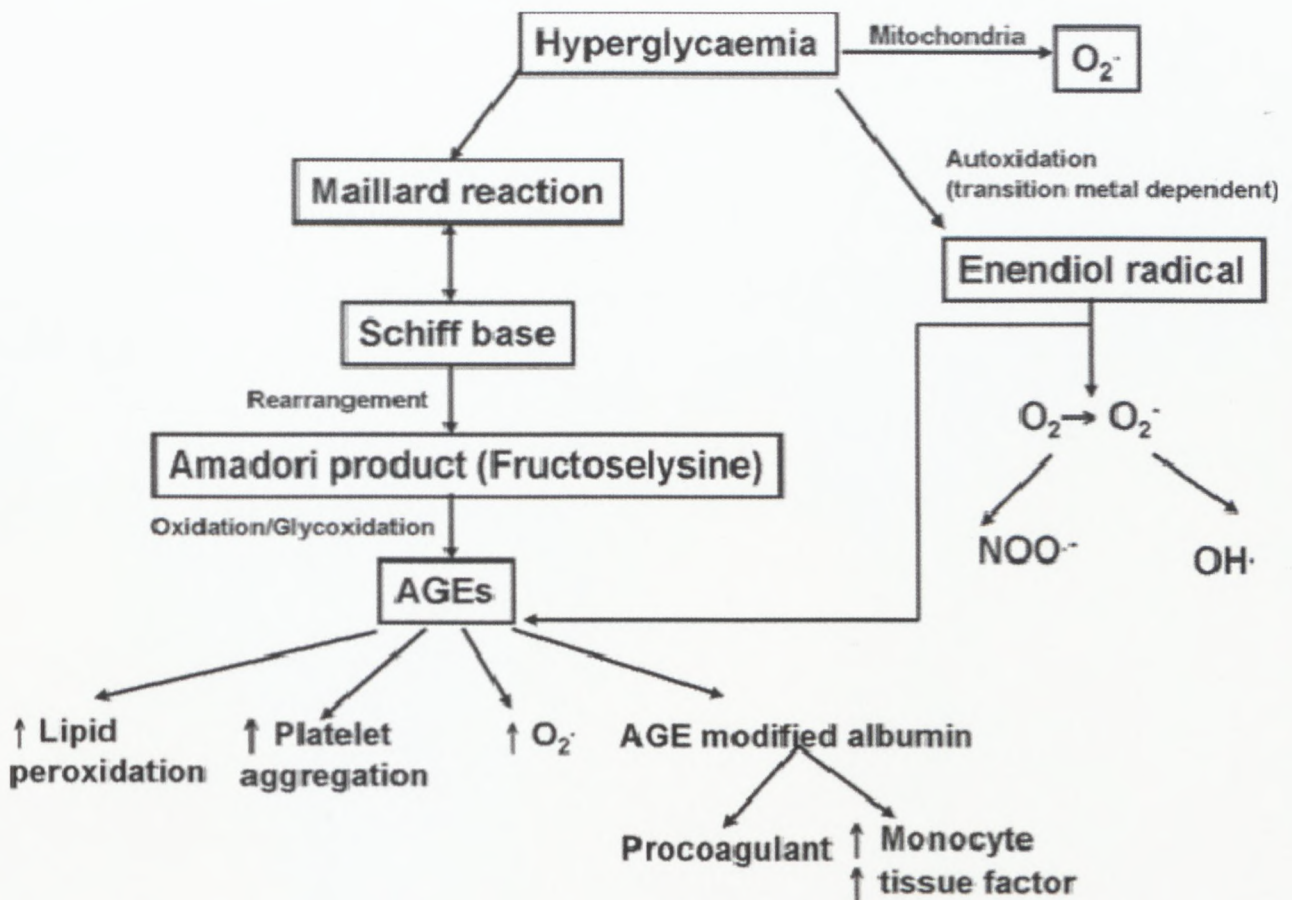 Hyperglycaemia
Mitochondria
O₂·
Maillard reaction
Autoxidation
(transition metal dependent)
Enendiol radical
Schiff base
Rearrangement
O₂→ O₂·
Amadori product (Fructoselysine)
Oxidation/Glycoxidation
NOO·-
OH·
AGEs
↑ Lipid
peroxidation
↑ Platelet
aggregation
↑ O₂·
AGE modified albumin
Procoagulant
↑ Monocyte
↑ tissue factor